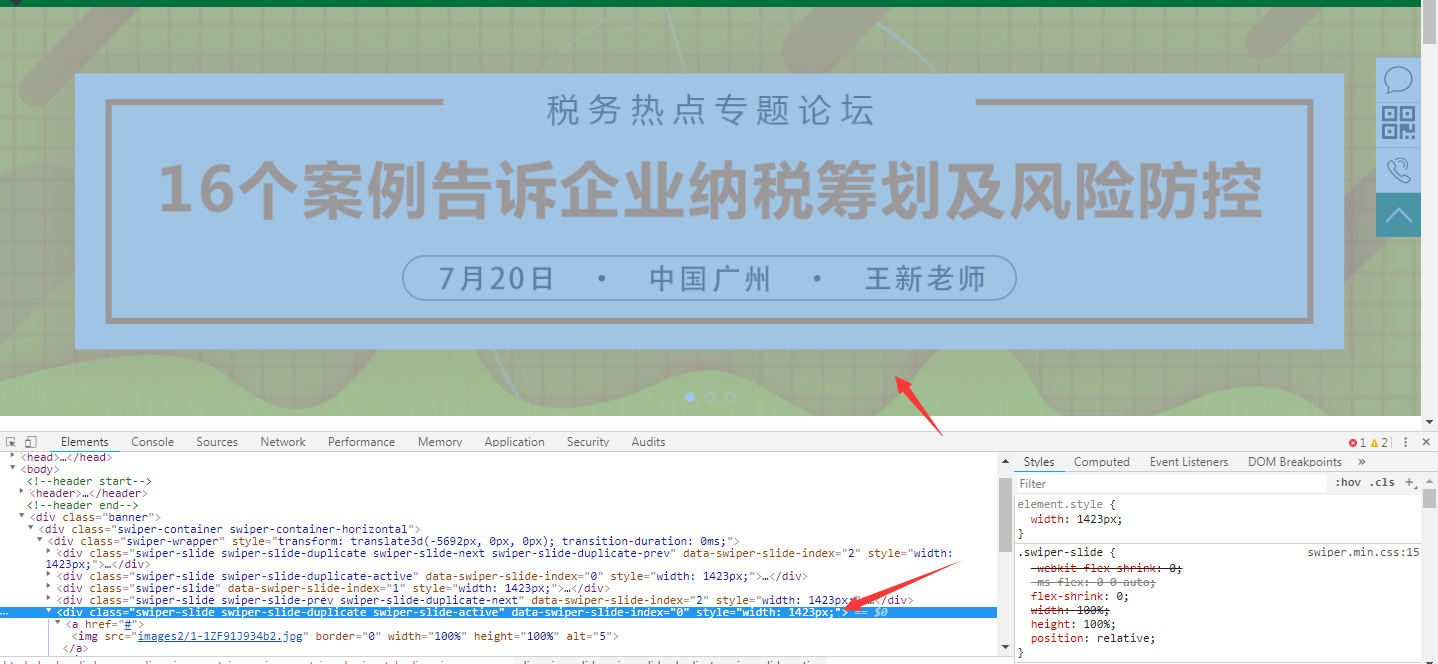 税务热点专题论坛
16个案例告诉企业纳税筹划及风险防控
7月20日 • 中国广州 • 王新老师
Elements Console Sources Network Performance Memory Application Security Audits 1 2
<head>…</head>
<body>
<!--header start-->
<header>…</header>
<!--header end-->
<div class="banner">
<div class="swiper-container swiper-container-horizontal">
<div class="swiper-wrapper" style="transform: translate3d(-5692px, 0px, 0px); transition-duration: 0ms;">
<div class="swiper-slide swiper-slide-duplicate swiper-slide-next swiper-slide-duplicate-prev" data-swiper-slide-index="2" style="width:
1423px;">…</div>
<div class="swiper-slide swiper-slide-duplicate-active" data-swiper-slide-index="0" style="width: 1423px;">…</div>
<div class="swiper-slide" data-swiper-slide-index="1" style="width: 1423px;">…</div>
<div class="swiper-slide swiper-slide-prev swiper-slide-duplicate-next" data-swiper-slide-index="2" style="width: 1423px;">…</div>
…<div class="swiper-slide swiper-slide-duplicate swiper-slide-active" data-swiper-slide-index="0" style="width: 1423px;"> == $0
<a href="#">
<img src="images2/1-1ZF91J934b2.jpg" border="0" width="100%" height="100%" alt="5">
</a>
Styles Computed Event Listeners DOM Breakpoints »
Filter :hov .cls +
element.style {
width: 1423px;
}
.swiper-slide { swiper.min.css:15
-webkit-flex-shrink: 0;
-ms-flex: 0 0 auto;
flex-shrink: 0;
width: 100%;
height: 100%;
position: relative;
}